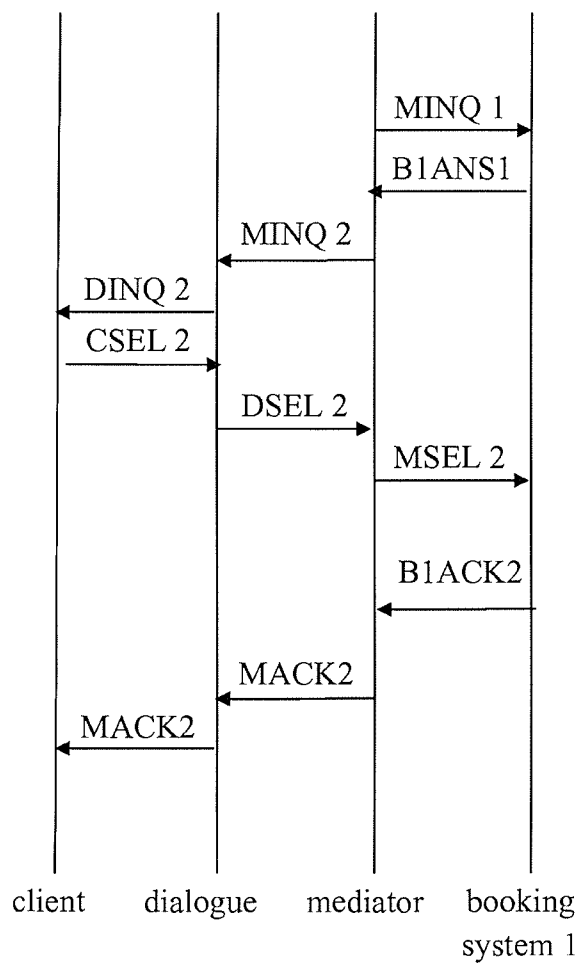 MINQ 1
B1ANS1
MINQ 2
DINQ 2
CSEL 2
DSEL 2
MSEL 2
B1ACK2
MACK2
MACK2
client dialogue mediator booking
system 1